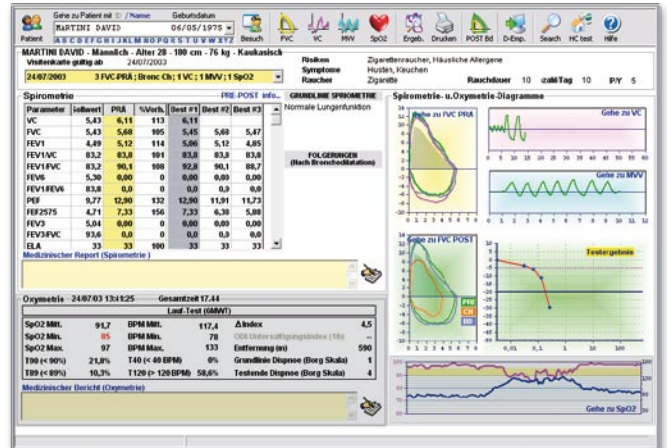 Gehe zu Patient mit ID / Name Geburtsdatum
MARTINI DAVID 06/05/1975
A B C D E F G H I J K L M N O P Q R S T U V W X Y Z
Patient Besuch FVC VC MVV SpO2 Ergeb. Drucken POST Bd D-Emp. Search HC test Hilfe
MARTINI DAVID - Männlich - Alter 28 - 180 cm - 76 kg - Kaukasisch
Visitenkarte gültig ab 24/07/2003
24/07/2003 3 FVC-PRÄ ; Bronc Ch; 1 VC ; 1 MVV ; 1 SpO2
Risiken Zigarettenraucher, Häusliche Allergene
Symptome Husten, Keuchen
Raucher Zigarette Rauchdauer 10 zahl/Tag 10 P/Y 5
Spirometrie PRE-POST info..
Parameter Sollwert PRÄ %Vorh. Best #1 Best #2 Best #3
VC 5,43 6,11 113 6,11
FVC 5,43 5,68 105 5,45 5,68 5,47
FEV1 4,49 5,12 114 5,06 5,12 4,85
FEV1/VC 83,2 83,8 101 83,8 83,8 83,8
FEV1/FVC 83,2 90,1 108 92,8 90,1 88,7
FEV6 5,30 0,00 0 0,00 0,00 0,00
FEV1/FEV6 83,8 0,0 0 0,0 0,0 0,0
PEF 9,77 12,90 132 12,90 11,91 11,73
FEF2575 4,71 7,33 156 7,33 6,38 5,88
FEV3 5,04 0,00 0 0,00 0,00 0,00
FEV3/FVC 93,6 0,0 0 0,0 0,0 0,0
ELA 33 33 100 33 33 33
GRUNDLINIE SPIROMETRIE
Normale Lungenfunktion
FOLGERUNGEN
(Nach Bronchodilatation)
Medizinischer Report (Spirometrie )
Spirometrie- u.Oxymetrie-Diagramme
Gehe zu FVC PRÄ
Gehe zu VC
Gehe zu MVV
Gehe zu FVC POST
PRE
CH
BD
Testergebnis
0,01 0,1 1 10 100
Gehe zu SpO2
Oxymetrie - 24/07/03 13:41:25 Gesamtzeit 17.44
Lauf-Test (6MWT)
SpO2 Mitt. 91,7 BPM Mitt. 117,4 Δ Index 4,5
SpO2 Min. 85 BPM Min. 78 ODI Untersättigungsindex (1h) --
SpO2 Max. 97 BPM Max. 133 Entfernung (m) 590
T90 (< 90%) 21,8% T40 (< 40 BPM) 0% Grundlinie Dispnoe (Borg Skala) 1
T89 (< 89%) 10,3% T120 (> 120 BPM) 58,6% Testende Dispnoe (Borg Skala) 4
Medizinischer Bericht (Oxymetrie)